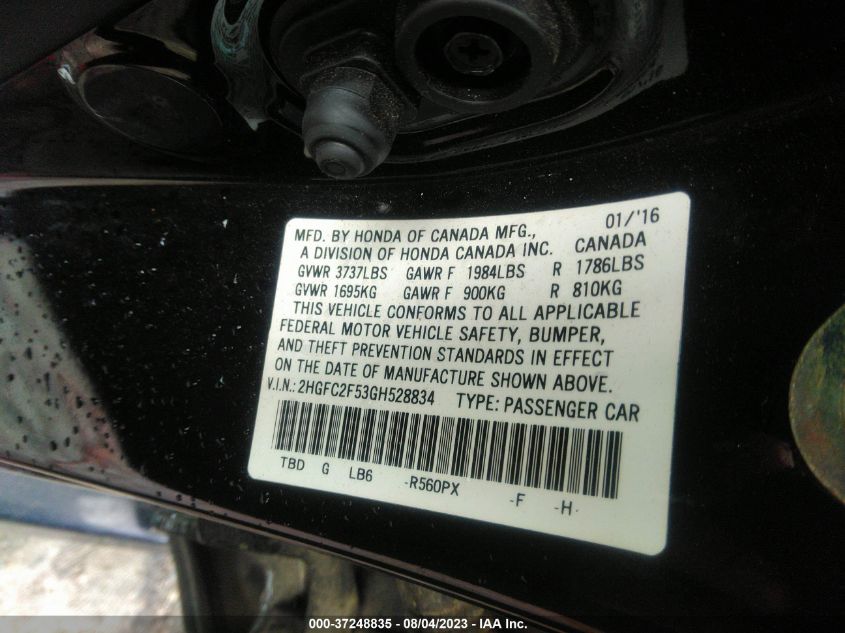 01/'16
MFD. BY HONDA OF CANADA MFG.,
A DIVISION OF HONDA CANADA INC. CANADA
GVWR 3737LBS GAWR F 1984LBS R 1786LBS
GVWR 1695KG GAWR F 900KG R 810KG
THIS VEHICLE CONFORMS TO ALL APPLICABLE
FEDERAL MOTOR VEHICLE SAFETY, BUMPER,
AND THEFT PREVENTION STANDARDS IN EFFECT
ON THE DATE OF MANUFACTURE SHOWN ABOVE.
V.I.N.: 2HGFC2F53GH528834 TYPE: PASSENGER CAR
TBD G LB6 -R560PX -F -H-
000-37248835 - 08/04/2023 - IAA Inc.